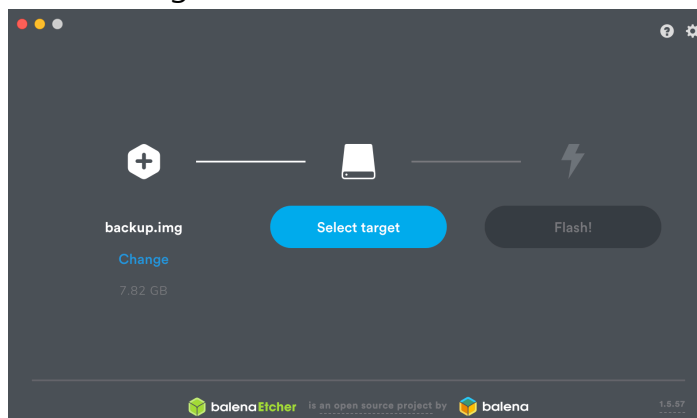 backup.img
Select target
Flash!
Change
7.82 GB
balenaEtcher is an open source project by balena
1.5.57